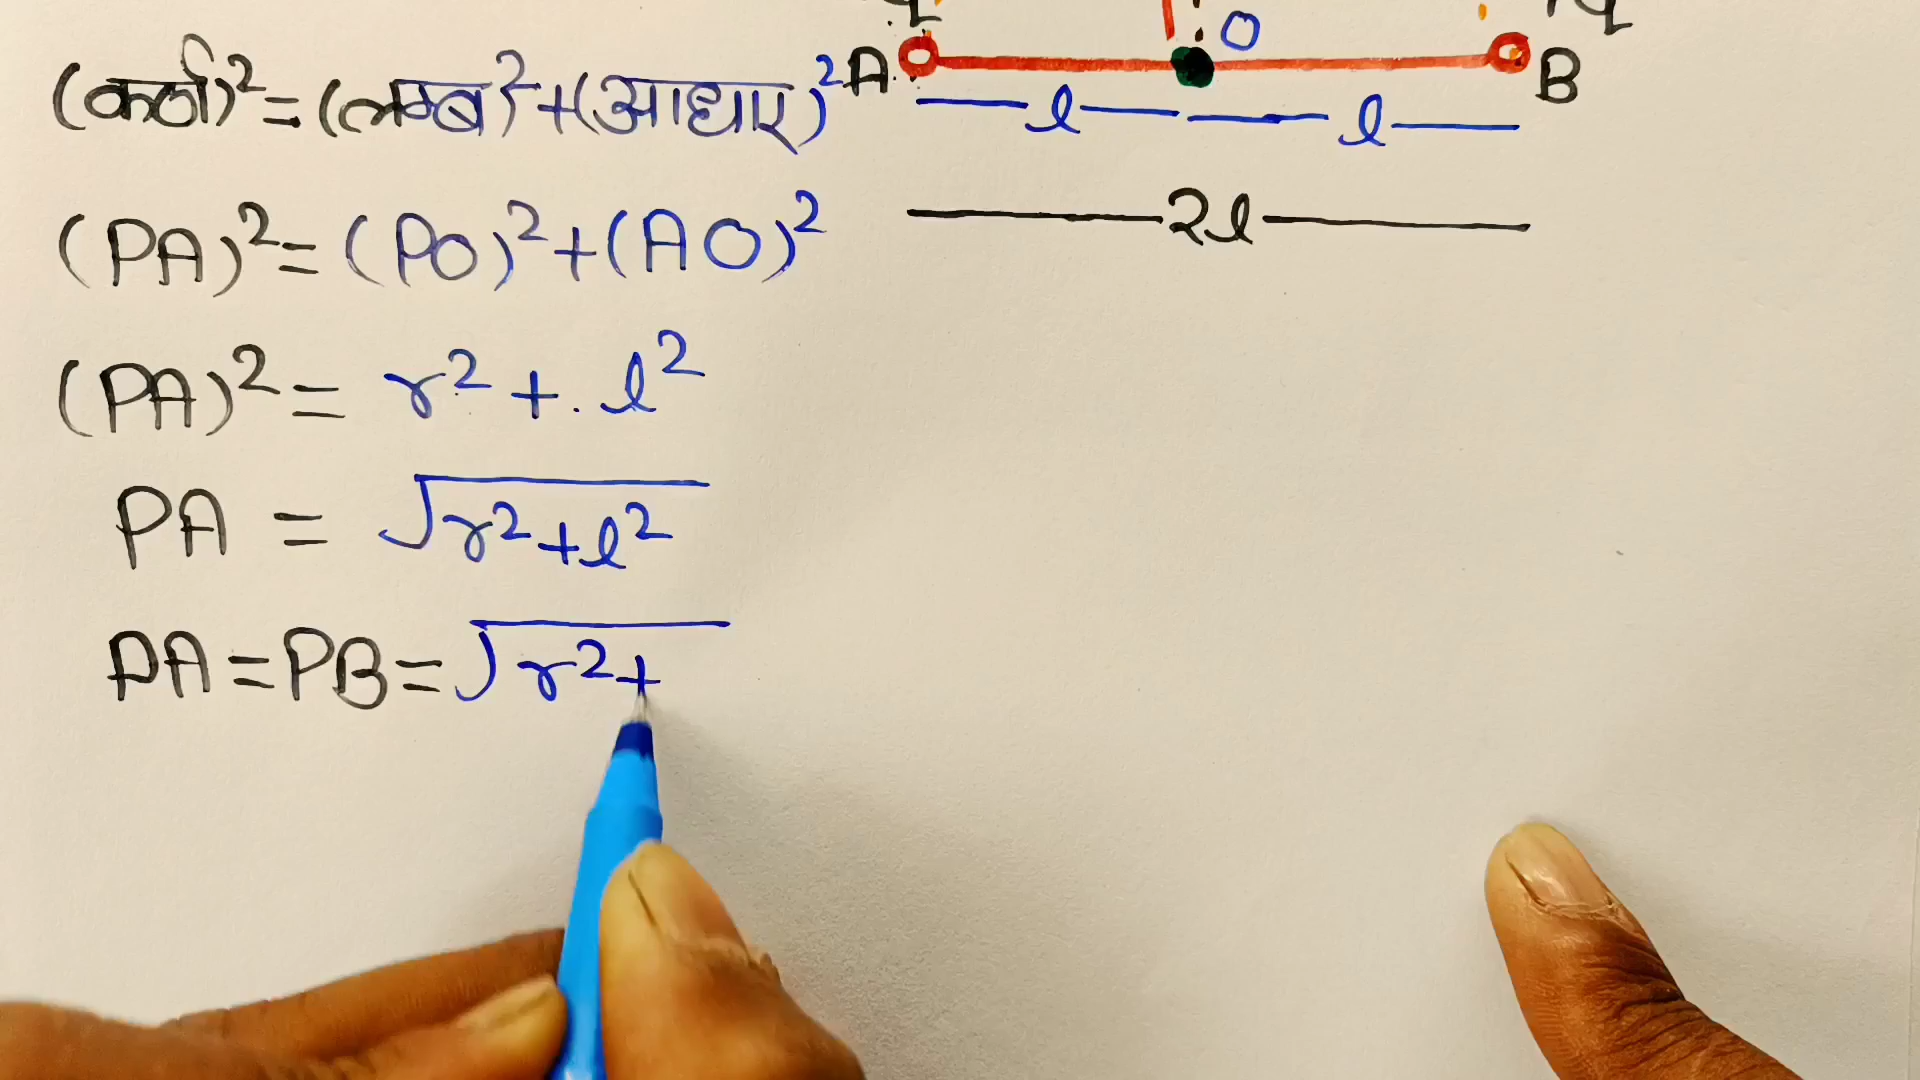 (कर्ण)² = (लम्ब)² + (आधार)²
(PA)² = (PO)² + (AO)²
(PA)² = r² + l²
PA = √r² + l²
PA = PB = √r² +
O
A B
l l
2l